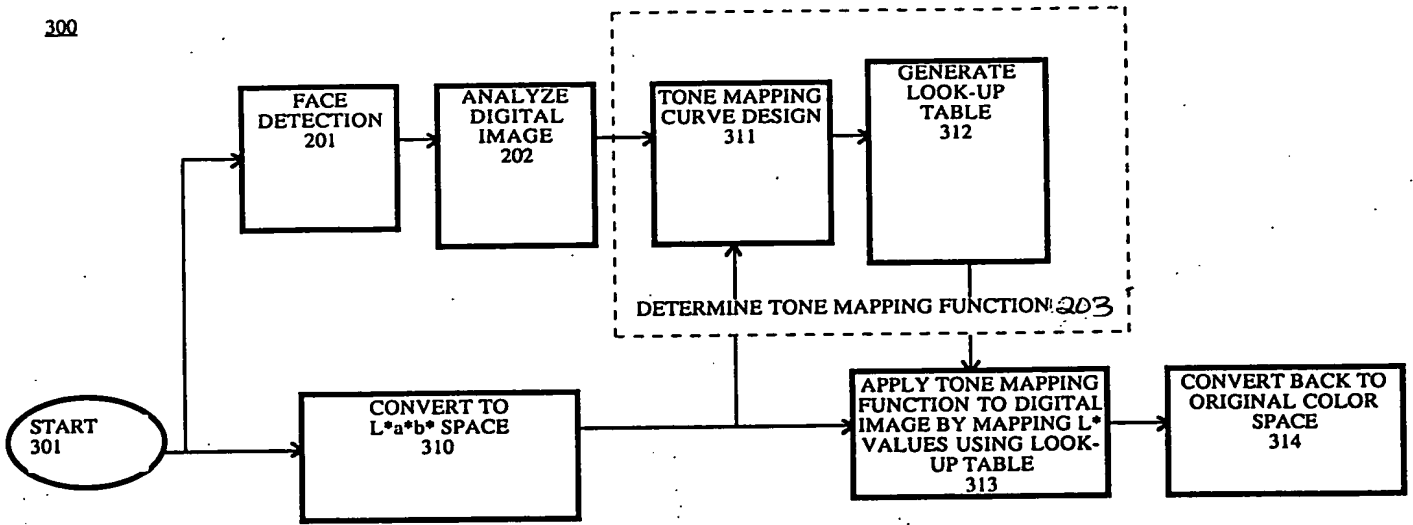 300
FACE
DETECTION
201
ANALYZE
DIGITAL
IMAGE
202
TONE MAPPING
CURVE DESIGN
311
GENERATE
LOOK-UP
TABLE
312
DETERMINE TONE MAPPING FUNCTION 203
START
301
CONVERT TO
L*a*b* SPACE
310
APPLY TONE MAPPING
FUNCTION TO DIGITAL
IMAGE BY MAPPING L*
VALUES USING LOOK-
UP TABLE
313
CONVERT BACK TO
ORIGINAL COLOR
SPACE
314